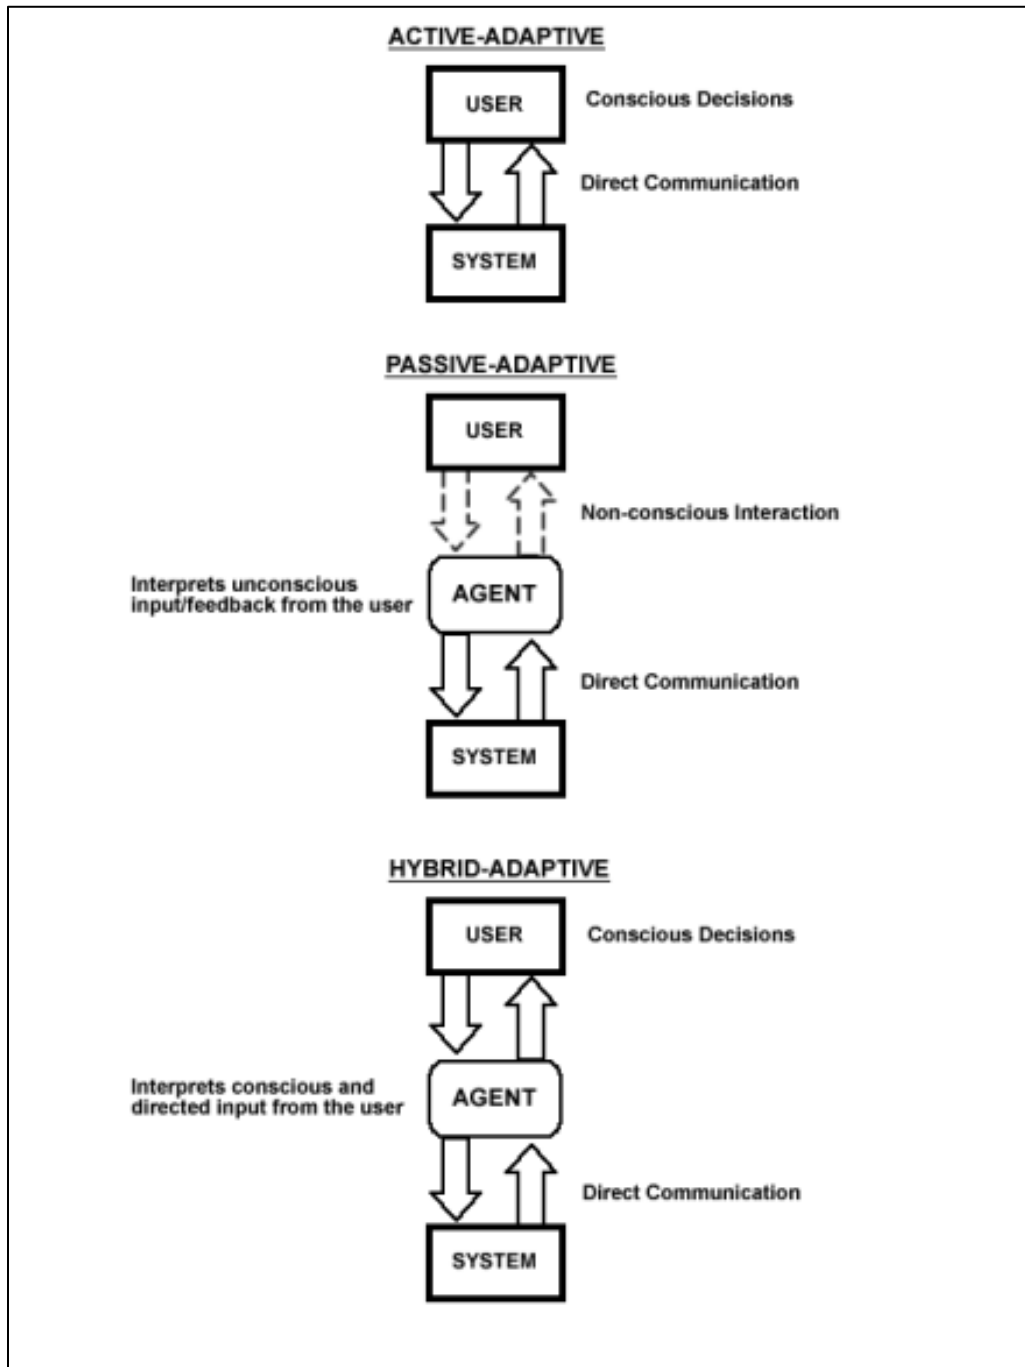 ACTIVE-ADAPTIVE
USER
Conscious Decisions
Direct Communication
SYSTEM
PASSIVE-ADAPTIVE
USER
Non-conscious Interaction
Interprets unconscious
input/feedback from the user
AGENT
Direct Communication
SYSTEM
HYBRID-ADAPTIVE
USER
Conscious Decisions
Interprets conscious and
directed input from the user
AGENT
Direct Communication
SYSTEM